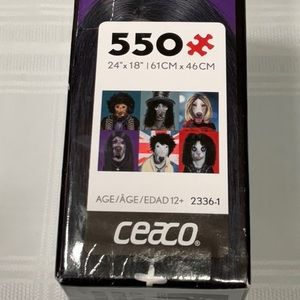 550
24"x 18" | 61CM x 46CM
AGE/ÂGE/EDAD 12+ 2336-1
ceaco®